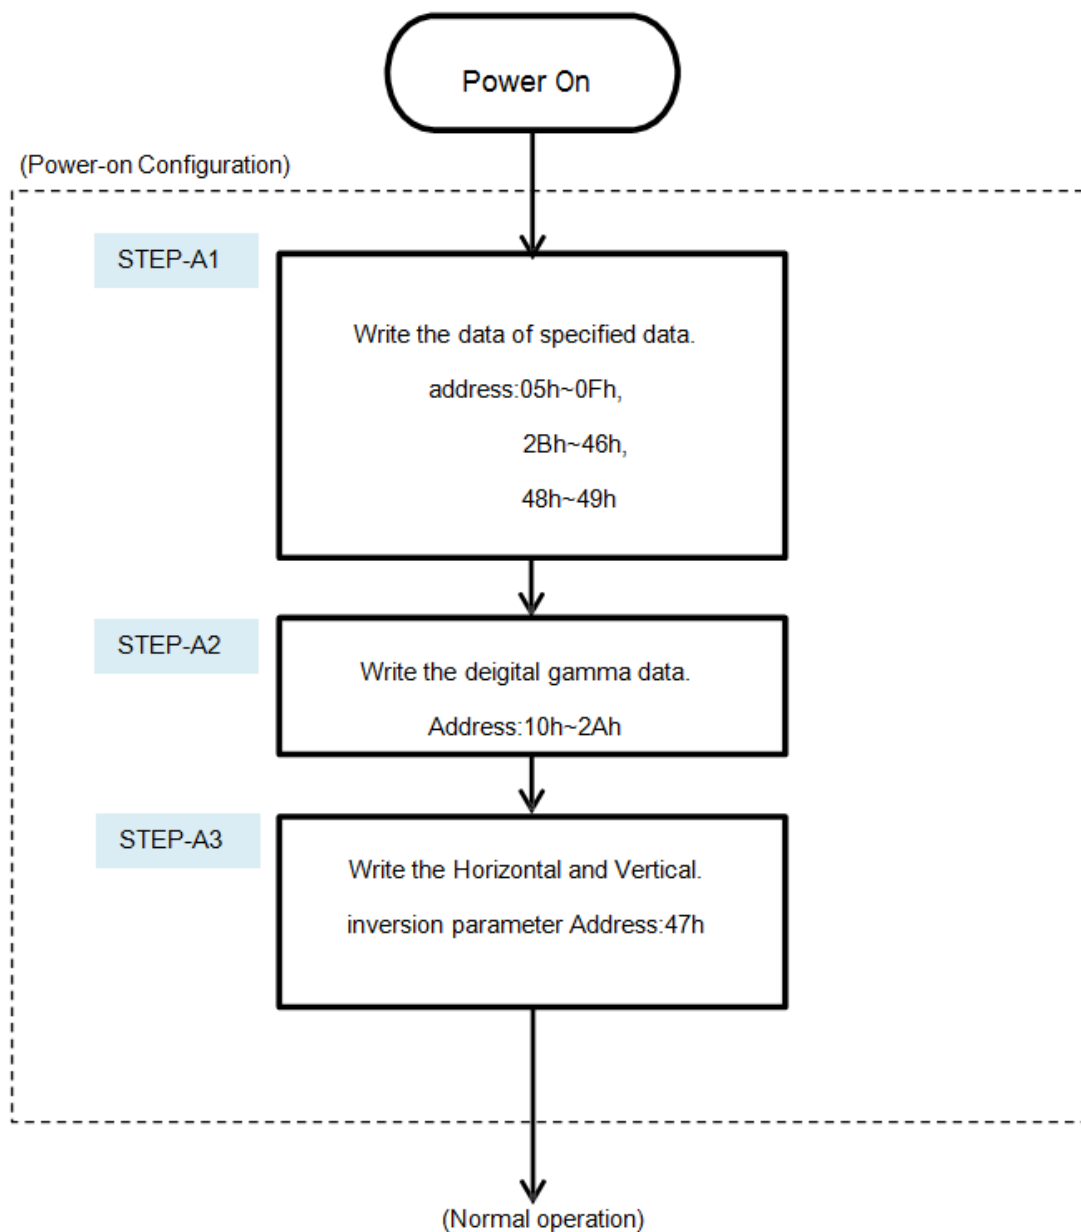 Power On
(Power-on Configuration)
STEP-A1
Write the data of specified data.
address:05h~0Fh,
2Bh~46h,
48h~49h
STEP-A2
Write the deigital gamma data.
Address:10h~2Ah
STEP-A3
Write the Horizontal and Vertical.
inversion parameter Address:47h
(Normal operation)